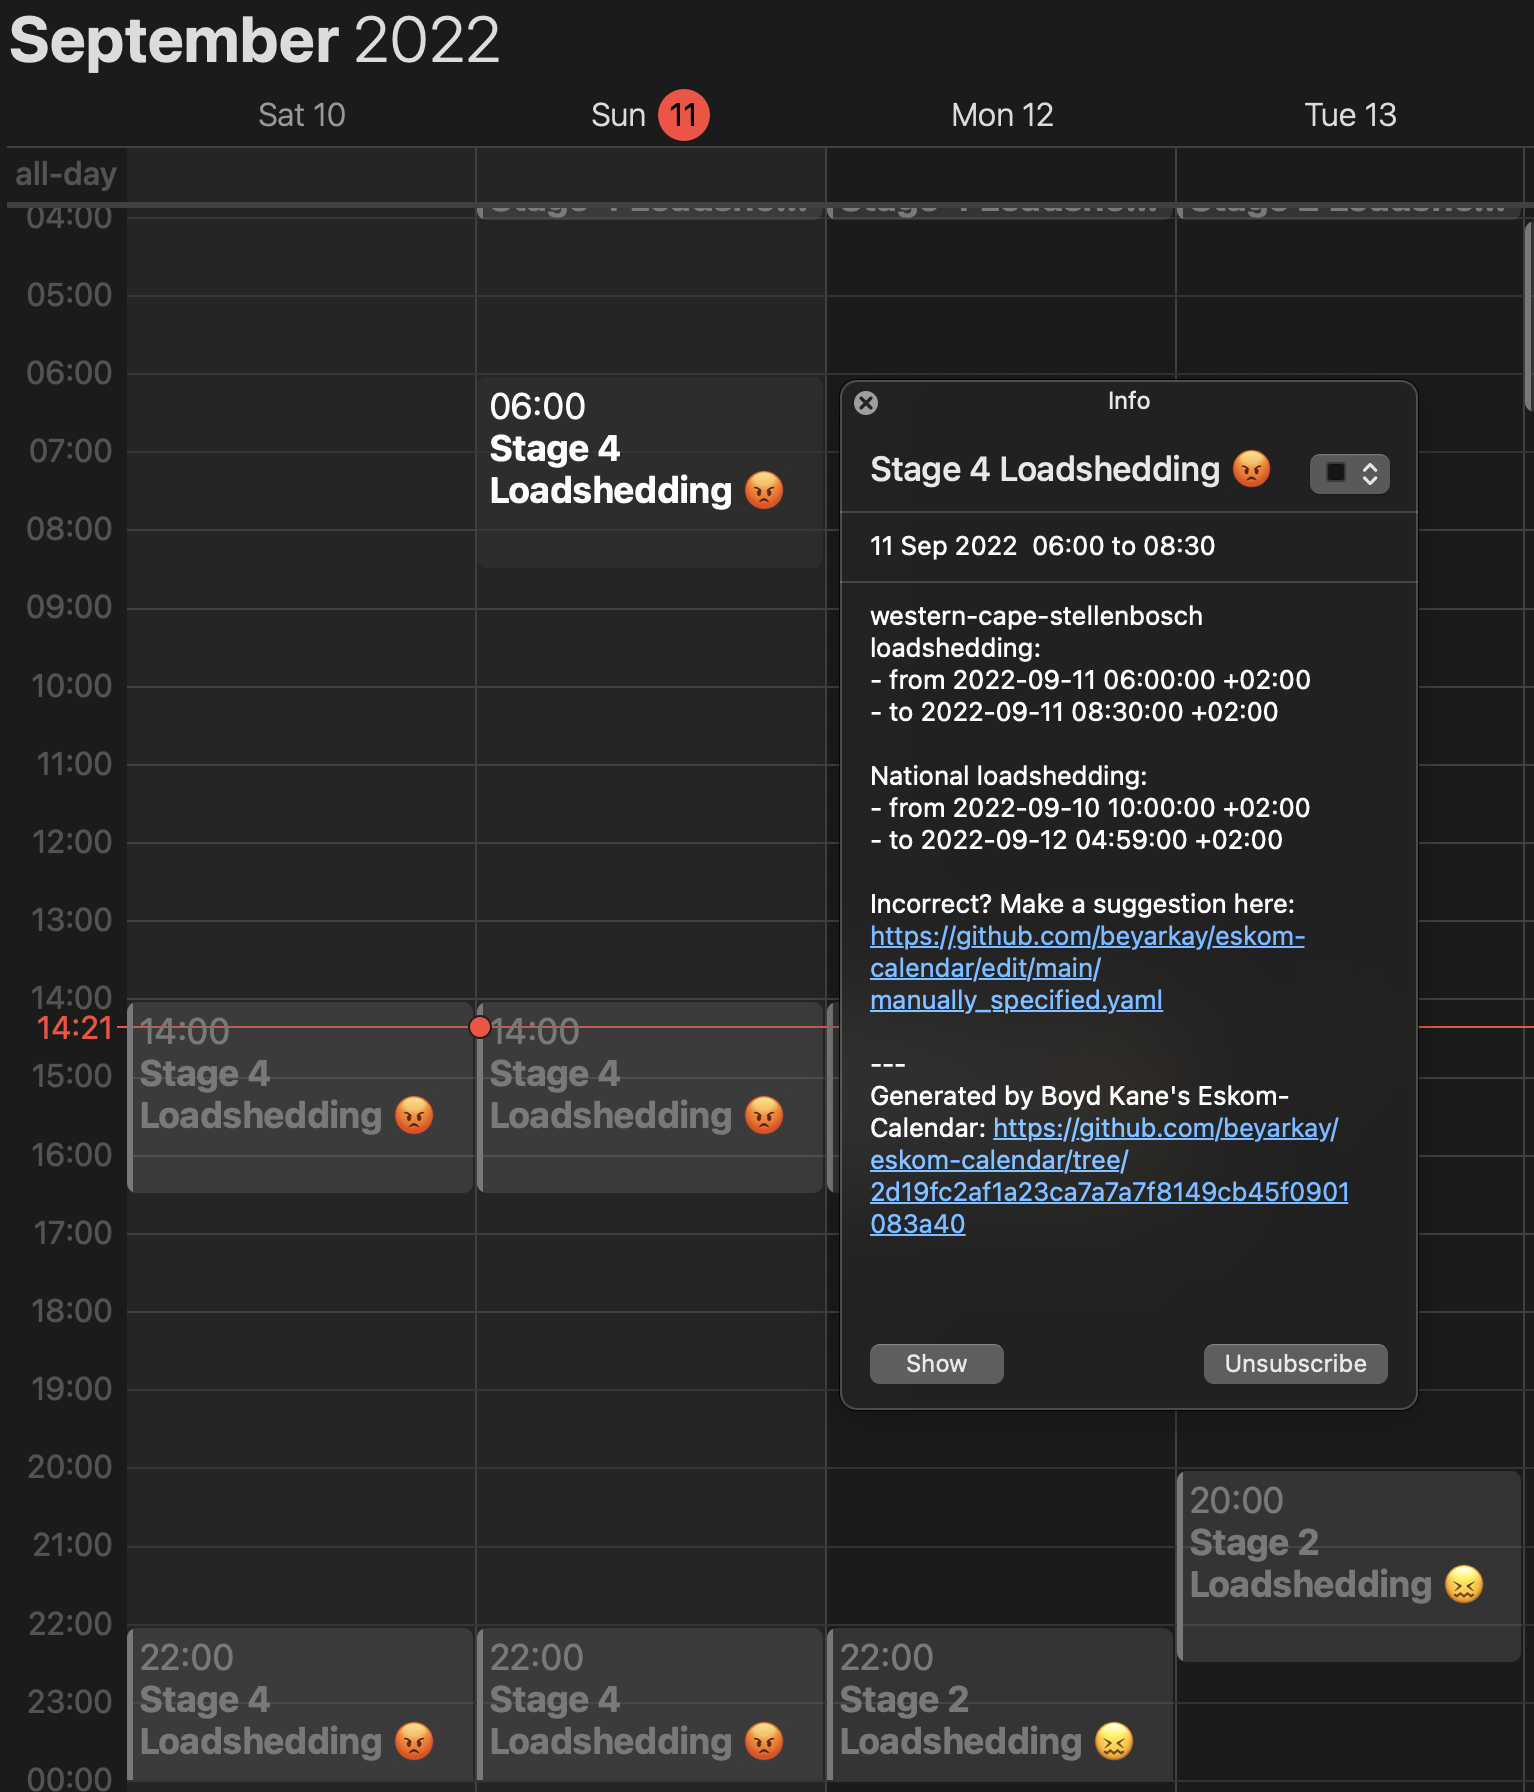 September 2022
Sat 10
Sun 11
Mon 12
Tue 13
all-day
04:00
05:00
06:00
07:00
08:00
09:00
10:00
11:00
12:00
13:00
14:00
14:21
15:00
16:00
17:00
18:00
19:00
20:00
21:00
22:00
23:00
00:00
14:00
Stage 4
Loadshedding 😡
22:00
Stage 4
Loadshedding 😡
06:00
Stage 4
Loadshedding 😡
14:00
Stage 4
Loadshedding 😡
22:00
Stage 4
Loadshedding 😡
22:00
Stage 2
Loadshedding 😖
20:00
Stage 2
Loadshedding 😖
Info
Stage 4 Loadshedding 😡
11 Sep 2022 06:00 to 08:30
western-cape-stellenbosch
loadshedding:
- from 2022-09-11 06:00:00 +02:00
- to 2022-09-11 08:30:00 +02:00
National loadshedding:
- from 2022-09-10 10:00:00 +02:00
- to 2022-09-12 04:59:00 +02:00
Incorrect? Make a suggestion here:
https://github.com/beyarkay/eskom-
calendar/edit/main/
manually_specified.yaml
---
Generated by Boyd Kane's Eskom-
Calendar: https://github.com/beyarkay/
eskom-calendar/tree/
2d19fc2af1a23ca7a7a7f8149cb45f0901
083a40
Show
Unsubscribe